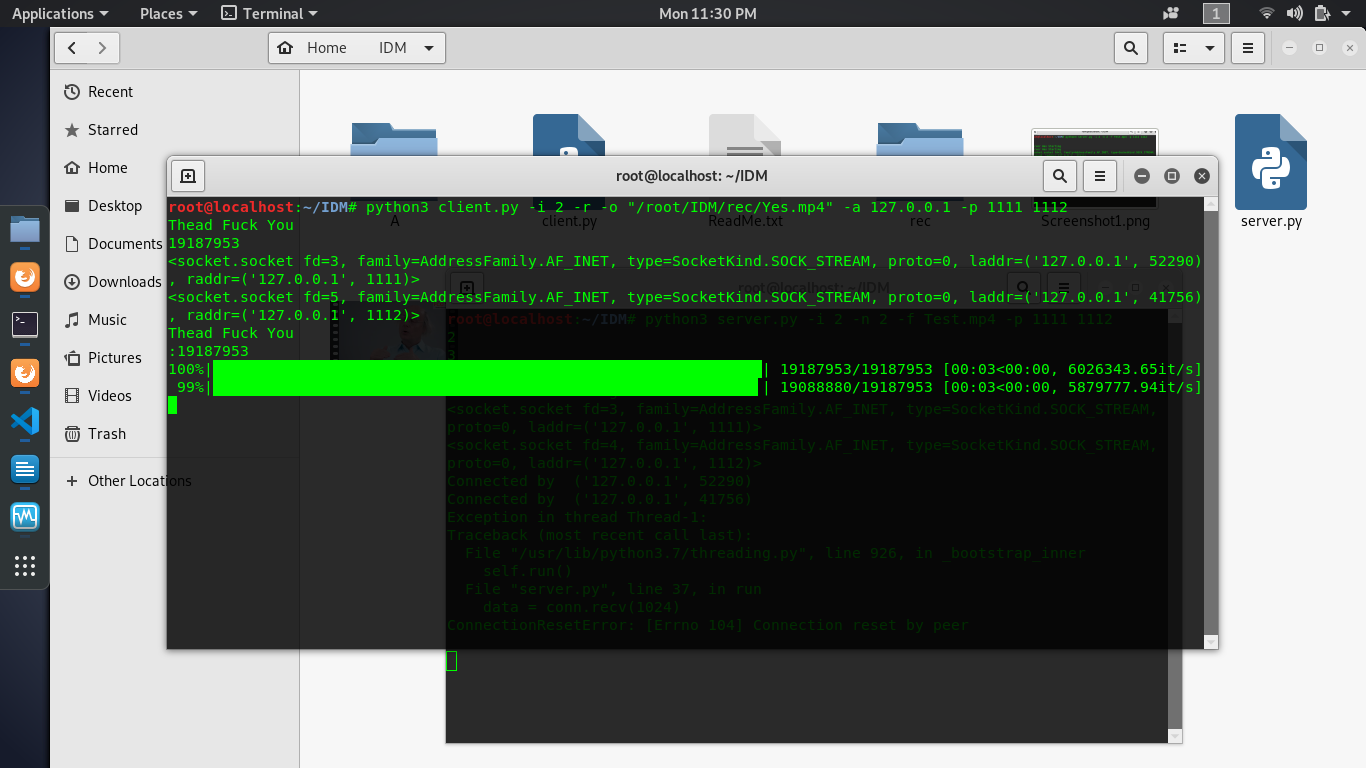 Applications
Places
Terminal
Mon 11:30 PM
1
Home
IDM
Recent
Starred
Home
Desktop
Documents
Downloads
Music
Pictures
Videos
Trash
Other Locations
A
client.py
ReadMe.txt
rec
Screenshot1.png
server.py
root@localhost: ~/IDM
root@localhost:~/IDM# python3 client.py -i 2 -r -o "/root/IDM/rec/Yes.mp4" -a 127.0.0.1 -p 1111 1112
Thead Fuck You
19187953
<socket.socket fd=3, family=AddressFamily.AF_INET, type=SocketKind.SOCK_STREAM, proto=0, laddr=('127.0.0.1', 52290)
, raddr=('127.0.0.1', 1111)>
<socket.socket fd=5, family=AddressFamily.AF_INET, type=SocketKind.SOCK_STREAM, proto=0, laddr=('127.0.0.1', 41756)
, raddr=('127.0.0.1', 1112)>
Thead Fuck You
:19187953
100%| | 19187953/19187953 [00:03<00:00, 6026343.65it/s]
99%| | 19088880/19187953 [00:03<00:00, 5879777.94it/s]
root@localhost: ~/IDM
root@localhost:~/IDM# python3 server.py -i 2 -n 2 -f Test.mp4 -p 1111 1112
2
3
<socket.socket fd=3, family=AddressFamily.AF_INET, type=SocketKind.SOCK_STREAM,
proto=0, laddr=('127.0.0.1', 1111)>
<socket.socket fd=4, family=AddressFamily.AF_INET, type=SocketKind.SOCK_STREAM,
proto=0, laddr=('127.0.0.1', 1112)>
Connected by  ('127.0.0.1', 52290)
Connected by  ('127.0.0.1', 41756)
Exception in thread Thread-1:
Traceback (most recent call last):
  File "/usr/lib/python3.7/threading.py", line 926, in _bootstrap_inner
    self.run()
  File "server.py", line 37, in run
    data = conn.recv(1024)
ConnectionResetError: [Errno 104] Connection reset by peer